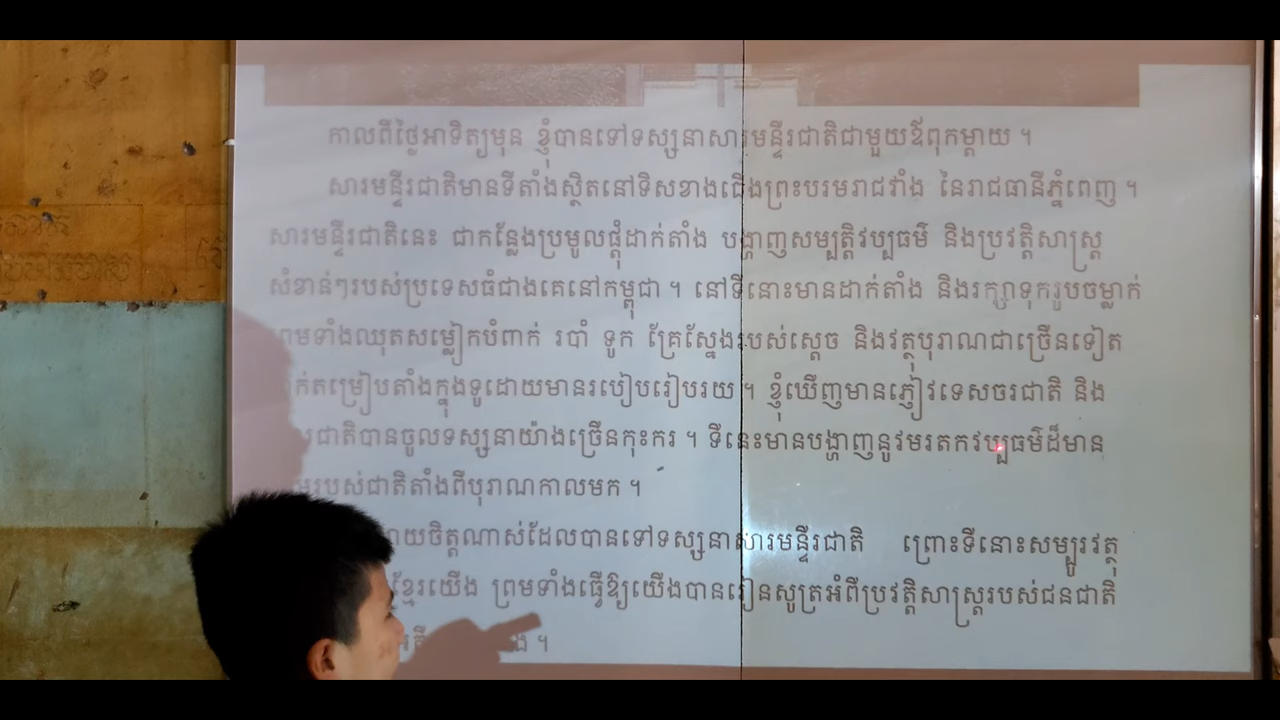 កាលពីថ្ងៃអាទិត្យមុន ខ្ញុំបានទៅទស្សនាសារមន្ទីរជាតិជាមួយឪពុកម្ដាយ ។
សារមន្ទីរជាតិមានទីតាំងស្ថិតនៅទិសខាងជើងព្រះបរមរាជវាំង នៃរាជធានីភ្នំពេញ ។
សារមន្ទីរជាតិនេះ ជាកន្លែងប្រមូលផ្ដុំដាក់តាំង បង្ហាញសម្បត្តិវប្បធម៌ និងប្រវត្តិសាស្ត្រ
សំខាន់ៗរបស់ប្រទេសធំជាងគេនៅកម្ពុជា ។ នៅទីនោះមានដាក់តាំង និងរក្សាទុករូបចម្លាក់
ព្រមទាំងឈុតសម្លៀកបំពាក់ របាំ ទូក គ្រែស្នែងរបស់ស្ដេច និងវត្ថុបុរាណជាច្រើនទៀត
តម្រៀបតាំងក្នុងទូដោយមានរបៀបរៀបរយ ។ ខ្ញុំឃើញមានភ្ញៀវទេសចរជាតិ និង
ជាតិបានចូលទស្សនាយ៉ាងច្រើនកុះករ ។ ទីនេះមានបង្ហាញនូវមរតកវប្បធម៌ដ៏មាន
របស់ជាតិតាំងពីបុរាណកាលមក ។
ចិត្តណាស់ដែលបានទៅទស្សនាសារមន្ទីរជាតិ ព្រោះទីនោះសម្បូរវត្ថុ
ខ្មែរយើង ព្រមទាំងធ្វើឱ្យយើងបានរៀនសូត្រអំពីប្រវត្តិសាស្ត្ររបស់ជនជាតិ
។